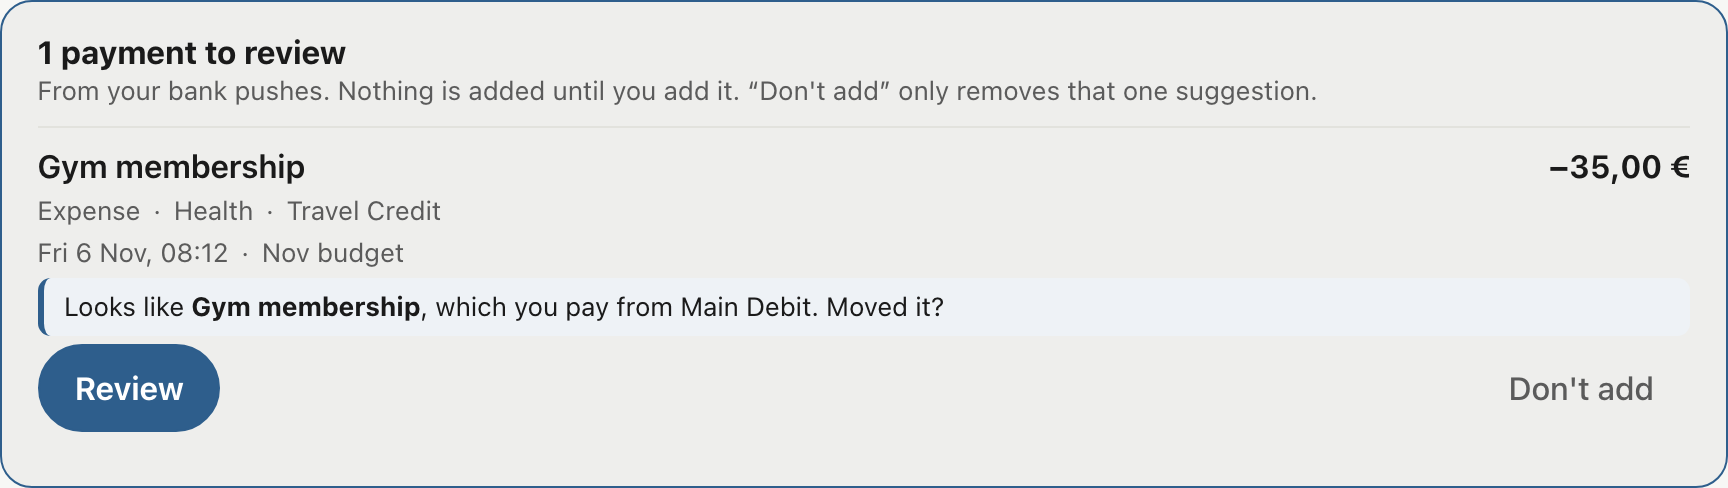 1 payment to review
From your bank pushes. Nothing is added until you add it. “Don't add” only removes that one suggestion.
Gym membership
−35,00 €
Expense · Health · Travel Credit
Fri 6 Nov, 08:12 · Nov budget
Looks like Gym membership, which you pay from Main Debit. Moved it?
Review
Don't add